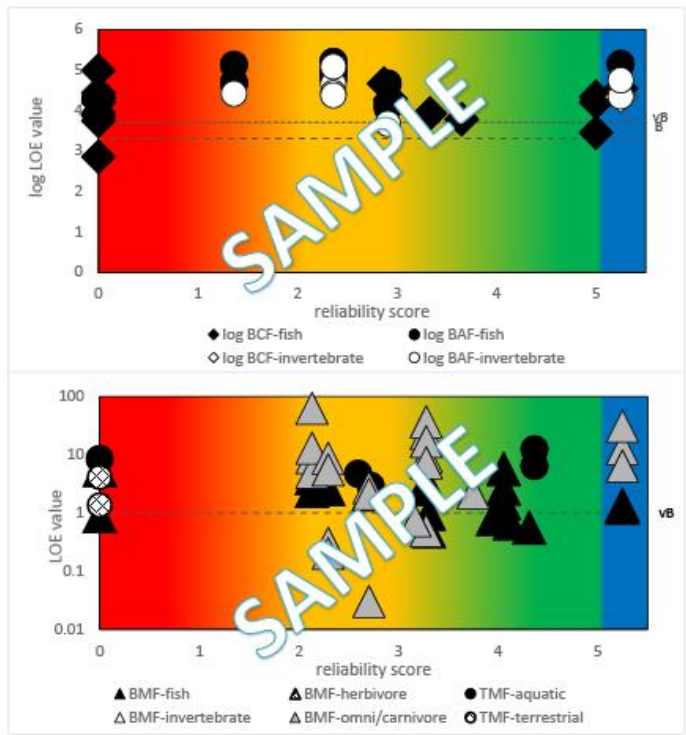 6
5
4
3
2
1
0
log LOE value
vB
B
SAMPLE
0 1 2 3 4 5
reliability score
log BCF-fish log BAF-fish
log BCF-invertebrate log BAF-invertebrate
100
10
1
0.1
0.01
LOE value
vB
SAMPLE
0 1 2 3 4 5
reliability score
BMF-fish BMF-herbivore TMF-aquatic
BMF-invertebrate BMF-omni/carnivore TMF-terrestrial